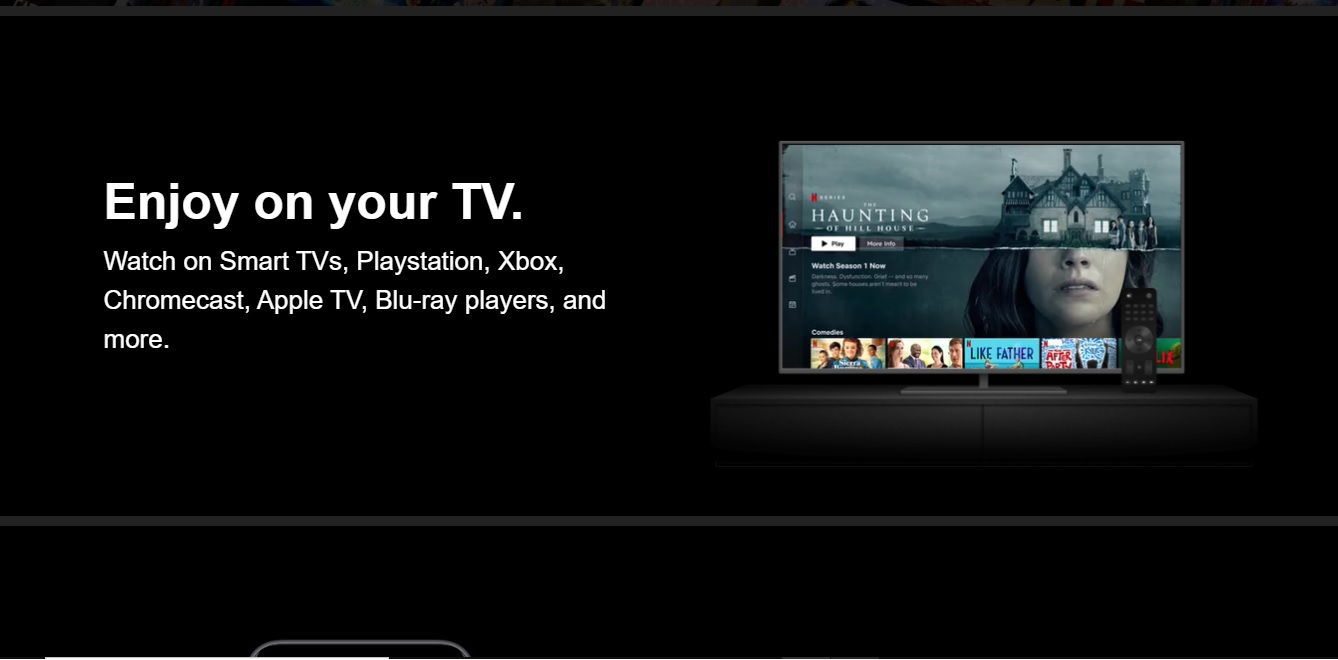 Enjoy on your TV.
Watch on Smart TVs, Playstation, Xbox,
Chromecast, Apple TV, Blu-ray players, and
more.
N SERIES
THE
HAUNTING
OF HILL HOUSE
Play
More Info
Watch Season 1 Now
Darkness. Dysfunction. Grief — and so many
ghosts. Some houses aren't meant to be
lived in.
Comedies
Sierra
LIKE FATHER
AFTER
PARTY